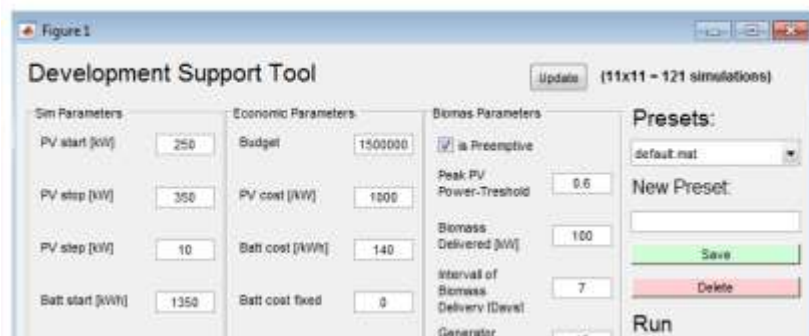 Figure 1
Development Support Tool
Update
(11x11 = 121 simulations)
Sim Parameters
PV start [kW]
250
PV stop [kW]
350
PV step [kW]
10
Batt start [kWh]
1350
Economic Parameters
Budget
1500000
PV cost [/kW]
1000
Batt cost [/kWh]
140
Batt cost fixed
0
Biomas Parameters
is Preemptive
Peak PV
Power-Treshold
0.6
Biomass
Delivered [kW]
100
Intervall of
Biomass
Delivery [Days]
7
Generator
Presets:
default.mat
New Preset:
Save
Delete
Run